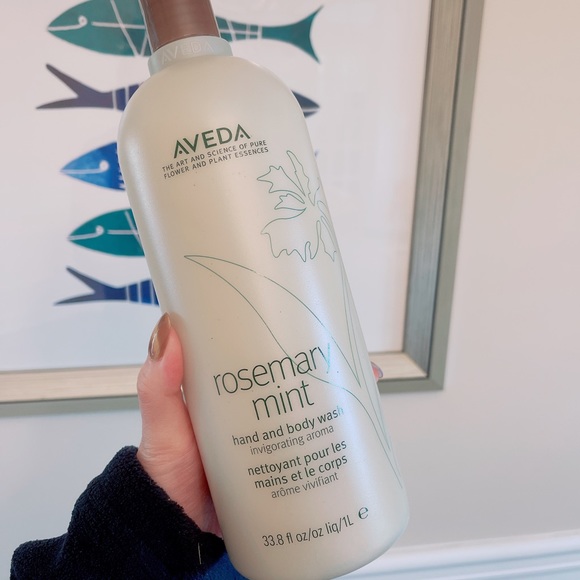 AVEDA
AVEDA
THE ART AND SCIENCE OF PURE
FLOWER AND PLANT ESSENCES
rosemary
mint
hand and body wash
invigorating aroma
nettoyant pour les
mains et le corps
arôme vivifiant
33.8 fl oz/oz liq/1L ℮